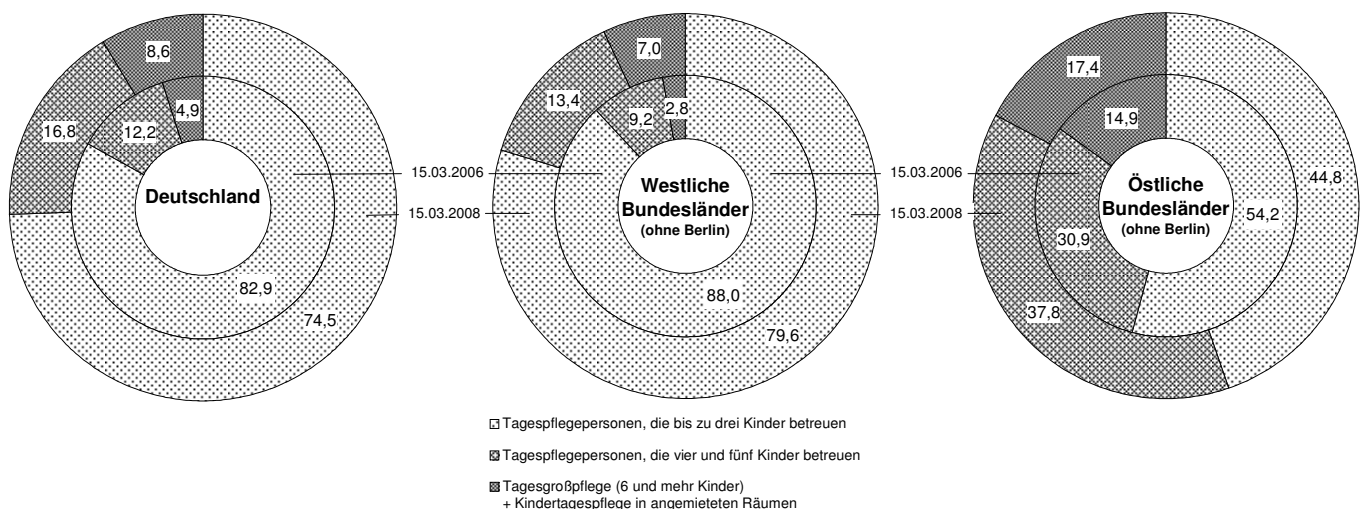 8,6
4,9
16,8
12,2
Deutschland
82,9
74,5
15.03.2006
15.03.2008
7,0
2,8
13,4
9,2
Westliche
Bundesländer
(ohne Berlin)
88,0
79,6
15.03.2006
15.03.2008
17,4
14,9
44,8
Östliche
Bundesländer
(ohne Berlin)
54,2
30,9
37,8
Tagespflegepersonen, die bis zu drei Kinder betreuen
Tagespflegepersonen, die vier und fünf Kinder betreuen
Tagesgroßpflege (6 und mehr Kinder)
+ Kindertagespflege in angemieteten Räumen